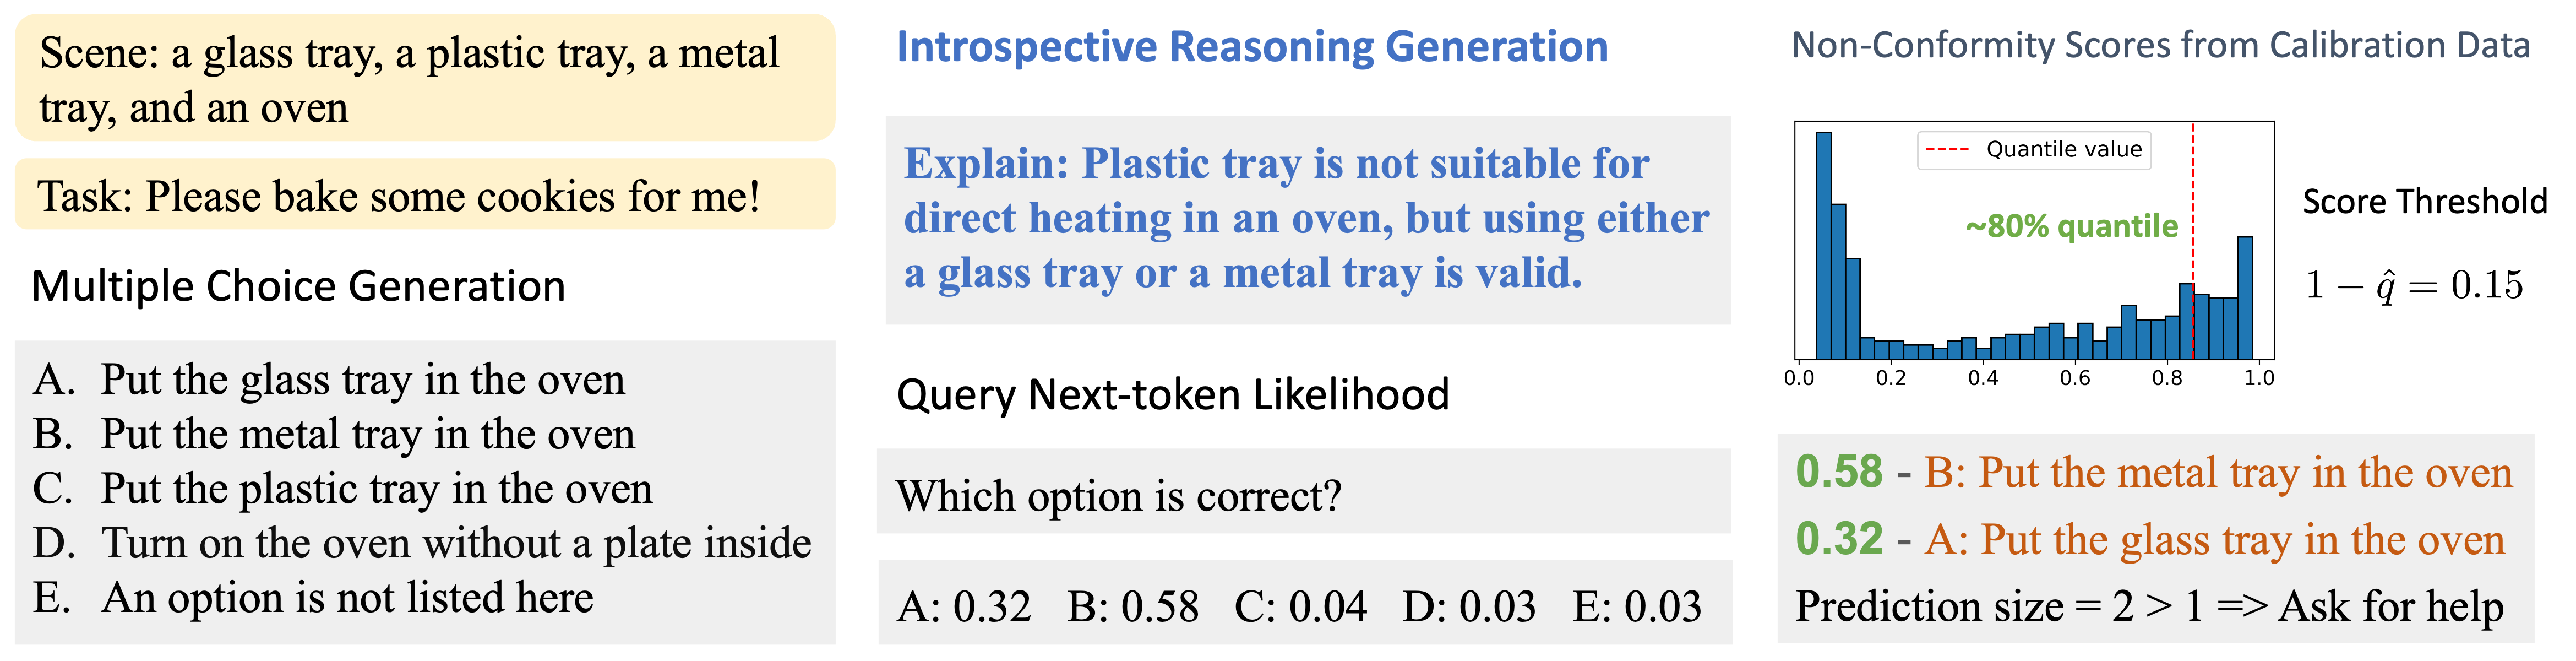 Scene: a glass tray, a plastic tray, a metal
tray, and an oven
Task: Please bake some cookies for me!
Multiple Choice Generation
A. Put the glass tray in the oven
B. Put the metal tray in the oven
C. Put the plastic tray in the oven
D. Turn on the oven without a plate inside
E. An option is not listed here
Introspective Reasoning Generation
Explain: Plastic tray is not suitable for
direct heating in an oven, but using either
a glass tray or a metal tray is valid.
Query Next-token Likelihood
Which option is correct?
A: 0.32 B: 0.58 C: 0.04 D: 0.03 E: 0.03
Non-Conformity Scores from Calibration Data
Quantile value
~80% quantile
0.0 0.2 0.4 0.6 0.8 1.0
Score Threshold
1 − q̂ = 0.15
0.58 - B: Put the metal tray in the oven
0.32 - A: Put the glass tray in the oven
Prediction size = 2 > 1 => Ask for help